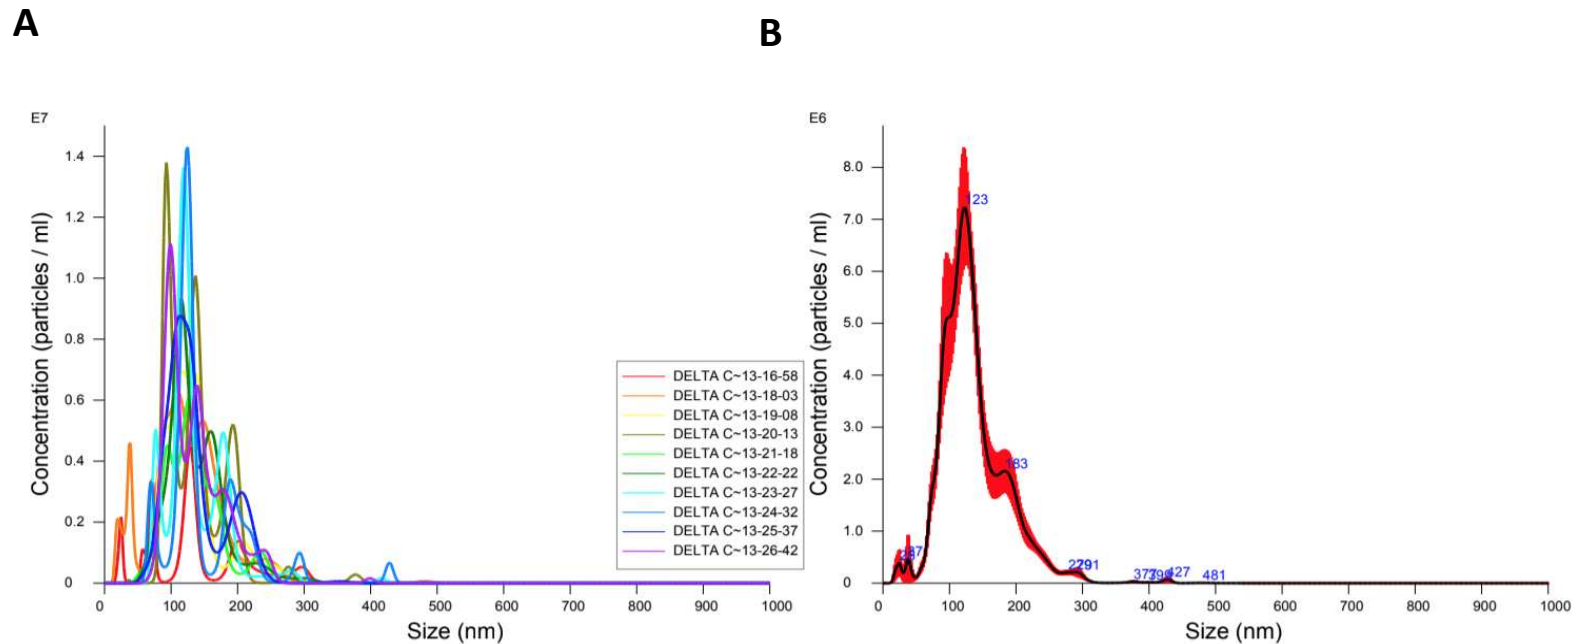 A
B
E7
Concentration (particles / ml)
1.4
1.2
1.0
0.8
0.6
0.4
0.2
0
0 100 200 300 400 500 600 700 800 900 1000
Size (nm)
DELTA C~13-16-58
DELTA C~13-18-03
DELTA C~13-19-08
DELTA C~13-20-13
DELTA C~13-21-18
DELTA C~13-22-22
DELTA C~13-23-27
DELTA C~13-24-32
DELTA C~13-25-37
DELTA C~13-26-42
E6
Concentration (particles / ml)
8.0
7.0
6.0
5.0
4.0
3.0
2.0
1.0
0
123
183
291
427
481
0 100 200 300 400 500 600 700 800 900 1000
Size (nm)